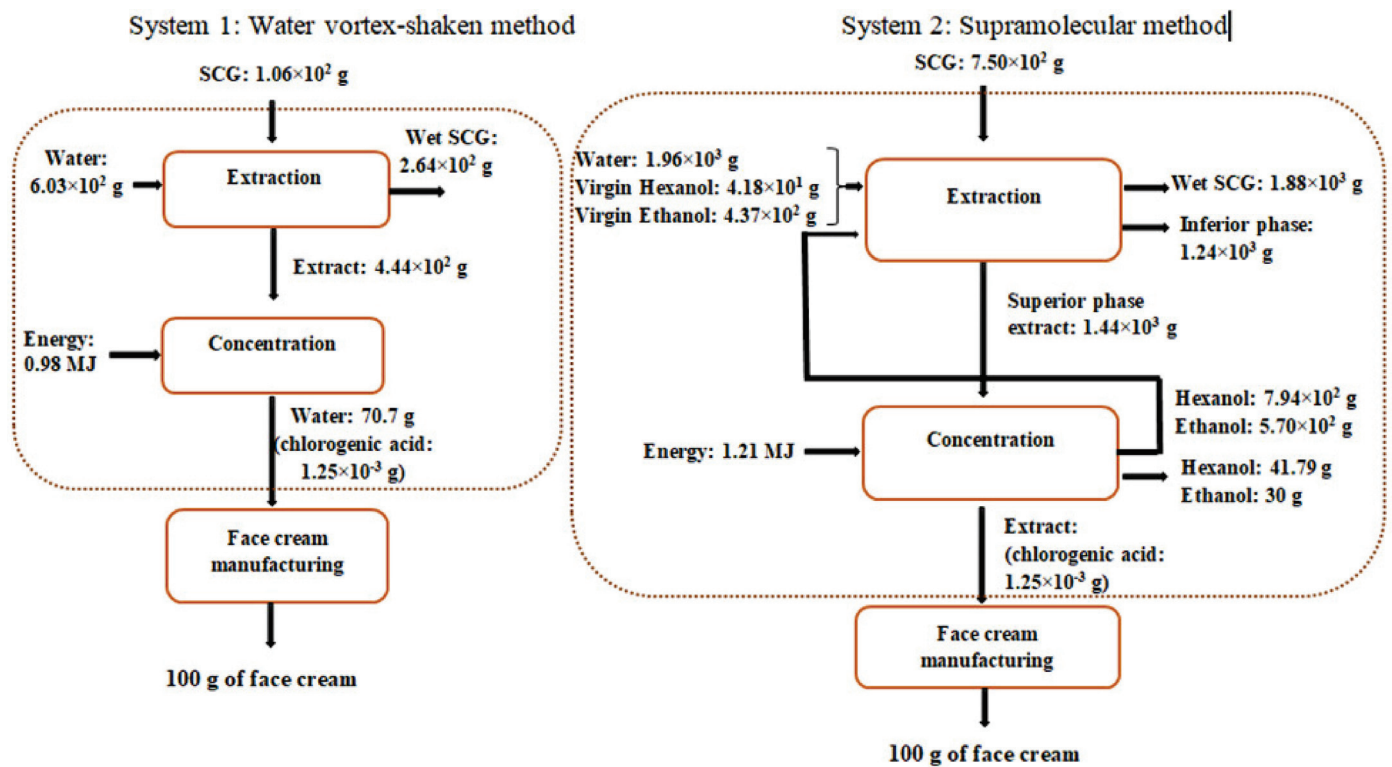 System 1: Water vortex-shaken method
SCG: 1.06×10² g
Water:
6.03×10² g
Extraction
Wet SCG:
2.64×10² g
Extract: 4.44×10² g
Energy:
0.98 MJ
Concentration
Water: 70.7 g
(chlorogenic acid:
1.25×10⁻³ g)
Face cream
manufacturing
100 g of face cream
System 2: Supramolecular method
SCG: 7.50×10² g
Water: 1.96×10³ g
Virgin Hexanol: 4.18×10¹ g
Virgin Ethanol: 4.37×10² g
Extraction
Wet SCG: 1.88×10³ g
Inferior phase:
1.24×10³ g
Superior phase
extract: 1.44×10³ g
Hexanol: 7.94×10² g
Ethanol: 5.70×10² g
Energy: 1.21 MJ
Concentration
Hexanol: 41.79 g
Ethanol: 30 g
Extract:
(chlorogenic acid:
1.25×10⁻³ g)
Face cream
manufacturing
100 g of face cream